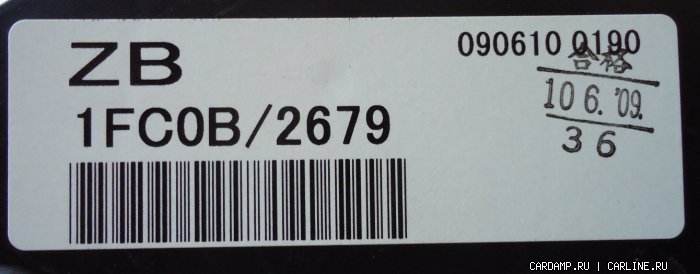 ZB
090610 0190
1FC0B/2679
合格
10 6.'09.
36
CARDAMP.RU | CARLINE.RU